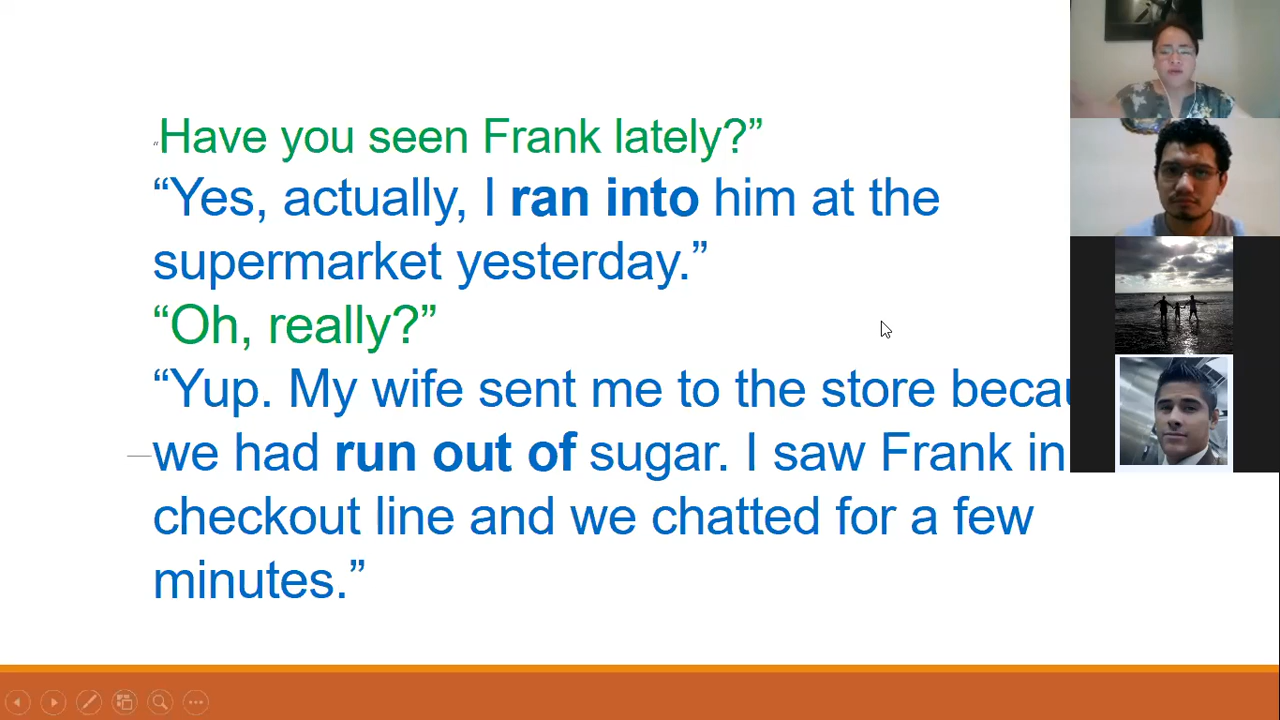 “Have you seen Frank lately?”
“Yes, actually, I ran into him at the
supermarket yesterday.”
“Oh, really?”
“Yup. My wife sent me to the store
we had run out of sugar. I saw Frank in
checkout line and we chatted for a few
minutes.”